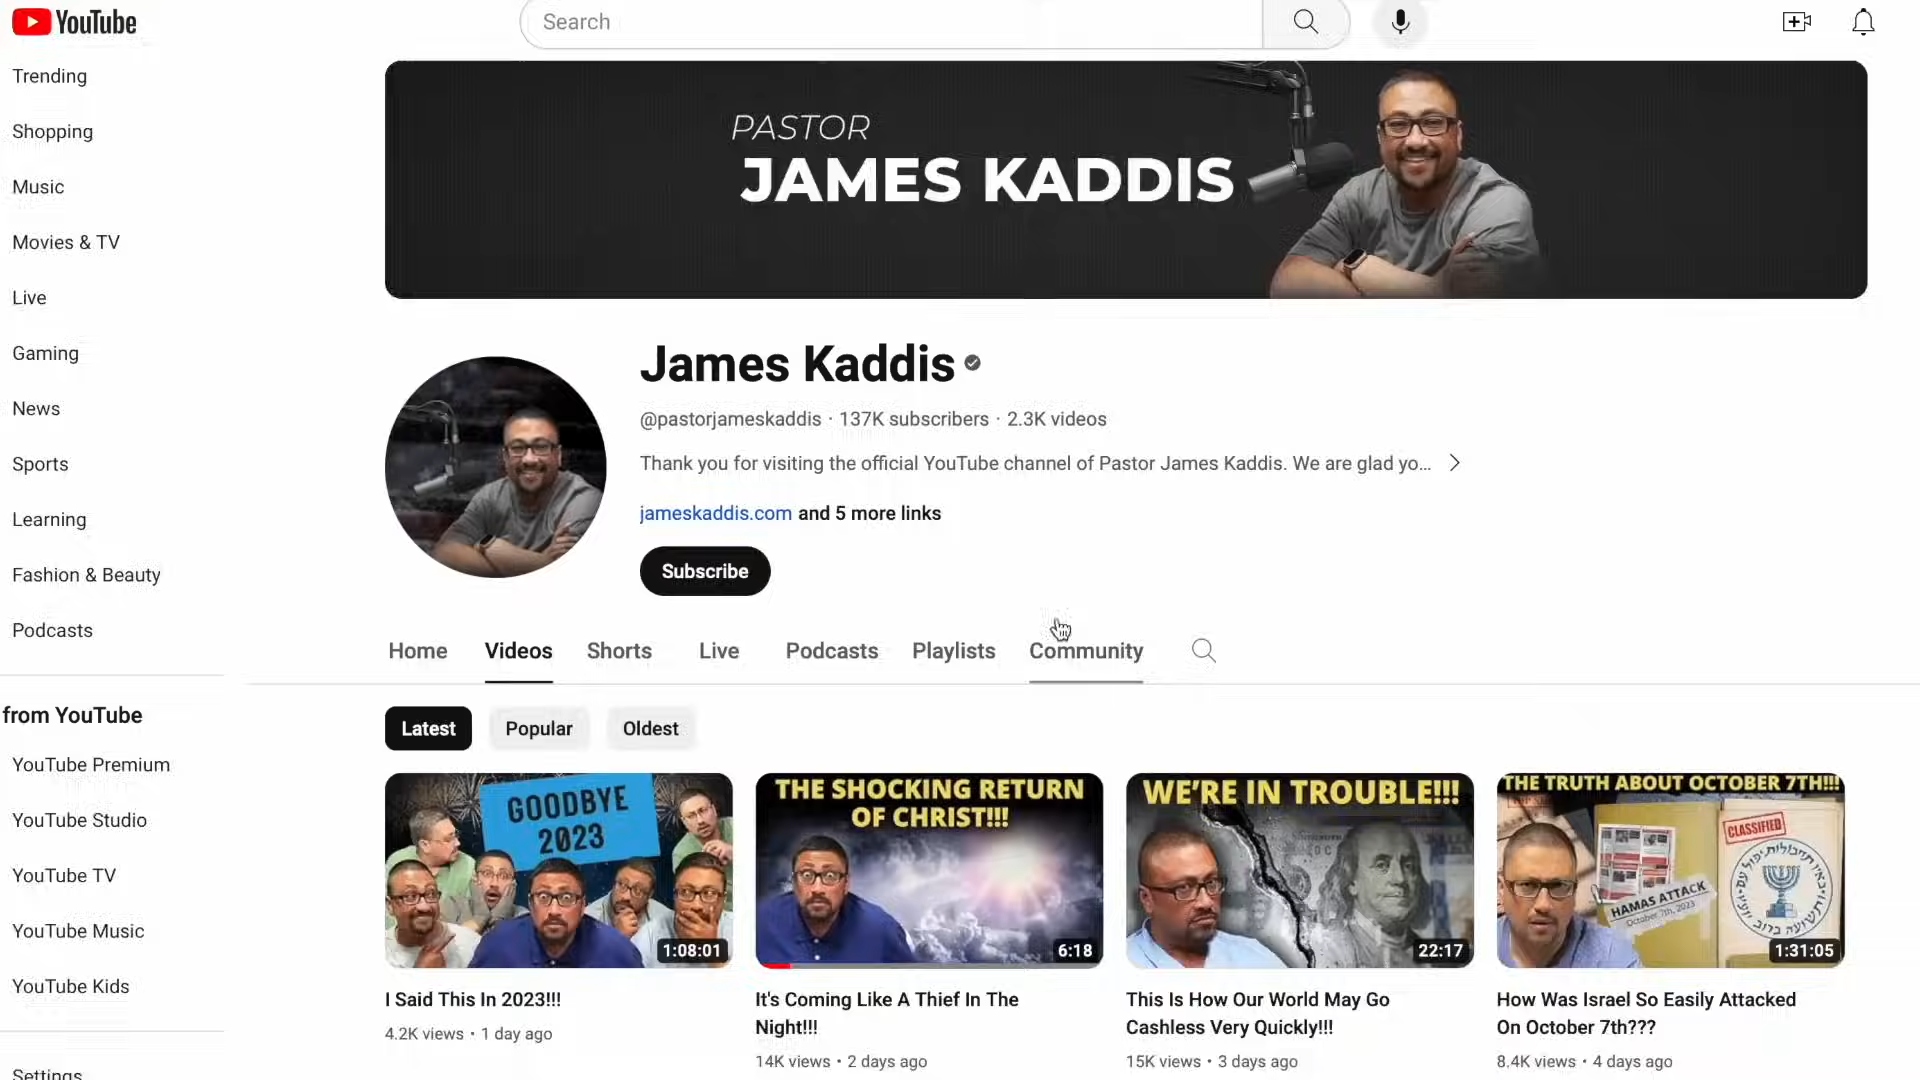 YouTube
Search
Trending
Shopping
Music
Movies & TV
Live
Gaming
News
Sports
Learning
Fashion & Beauty
Podcasts
from YouTube
YouTube Premium
YouTube Studio
YouTube TV
YouTube Music
YouTube Kids
Settings
PASTOR
JAMES KADDIS
James Kaddis
@pastorjameskaddis · 137K subscribers · 2.3K videos
Thank you for visiting the official YouTube channel of Pastor James Kaddis. We are glad yo...
jameskaddis.com and 5 more links
Subscribe
Home Videos Shorts Live Podcasts Playlists Community
Latest Popular Oldest
GOODBYE
2023
1:08:01
I Said This In 2023!!!
4.2K views • 1 day ago
THE SHOCKING RETURN
OF CHRIST!!!
6:18
It's Coming Like A Thief In The
Night!!!
14K views • 2 days ago
WE'RE IN TROUBLE!!!
22:17
This Is How Our World May Go
Cashless Very Quickly!!!
15K views • 3 days ago
THE TRUTH ABOUT OCTOBER 7TH!!!
CLASSIFIED
HAMAS ATTACK
October 7th, 2023
1:31:05
How Was Israel So Easily Attacked
On October 7th???
8.4K views • 4 days ago